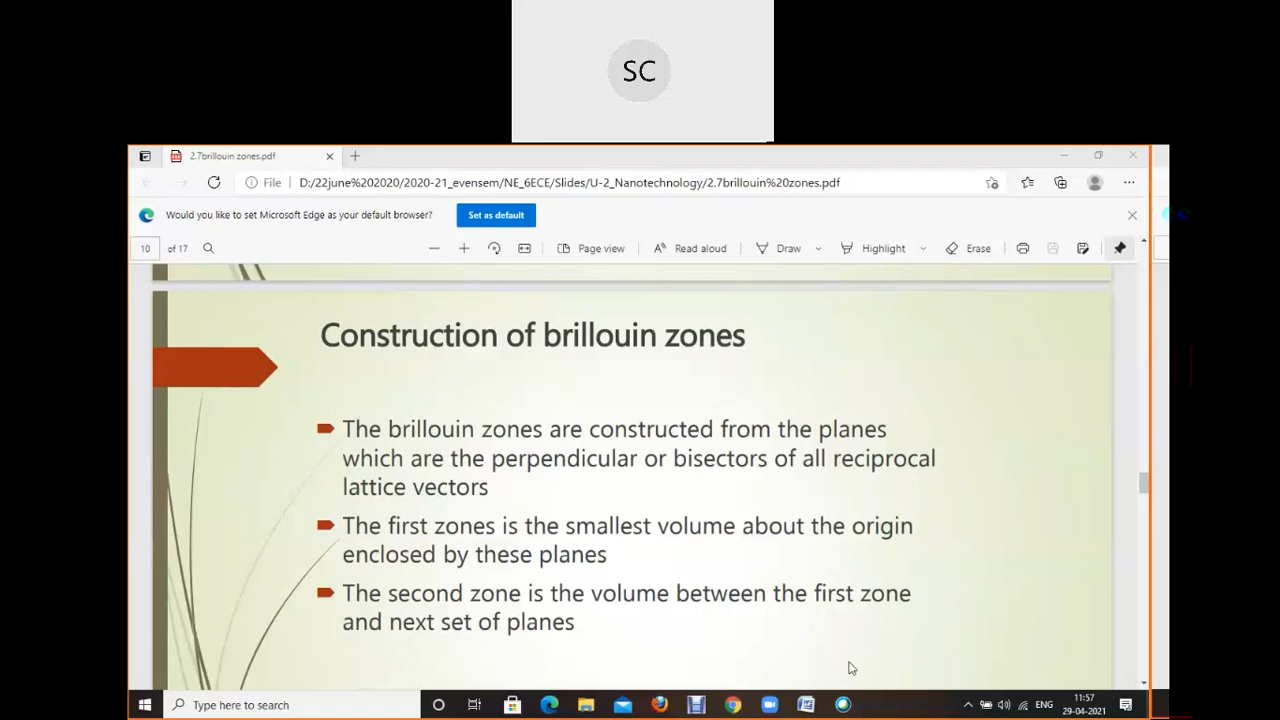 SC
2.7brillouin zones.pdf
File D:/22june%202020/2020-21_evensem/NE_6ECE/Slides/U-2_Nanotechnology/2.7brillouin%20zones.pdf
Would you like to set Microsoft Edge as your default browser? Set as default
10 of 17 Page view Read aloud Draw Highlight Erase
Construction of brillouin zones
The brillouin zones are constructed from the planes
which are the perpendicular or bisectors of all reciprocal
lattice vectors
The first zones is the smallest volume about the origin
enclosed by these planes
The second zone is the volume between the first zone
and next set of planes
Type here to search
ENG
11:57
29-04-2021